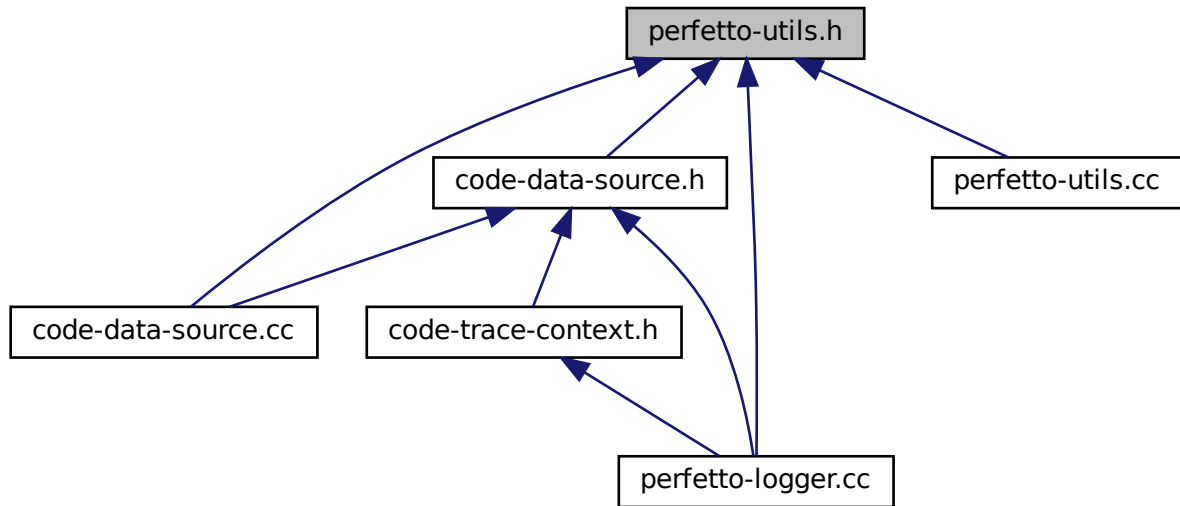 perfetto-utils.h
code-data-source.h
perfetto-utils.cc
code-data-source.cc
code-trace-context.h
perfetto-logger.cc